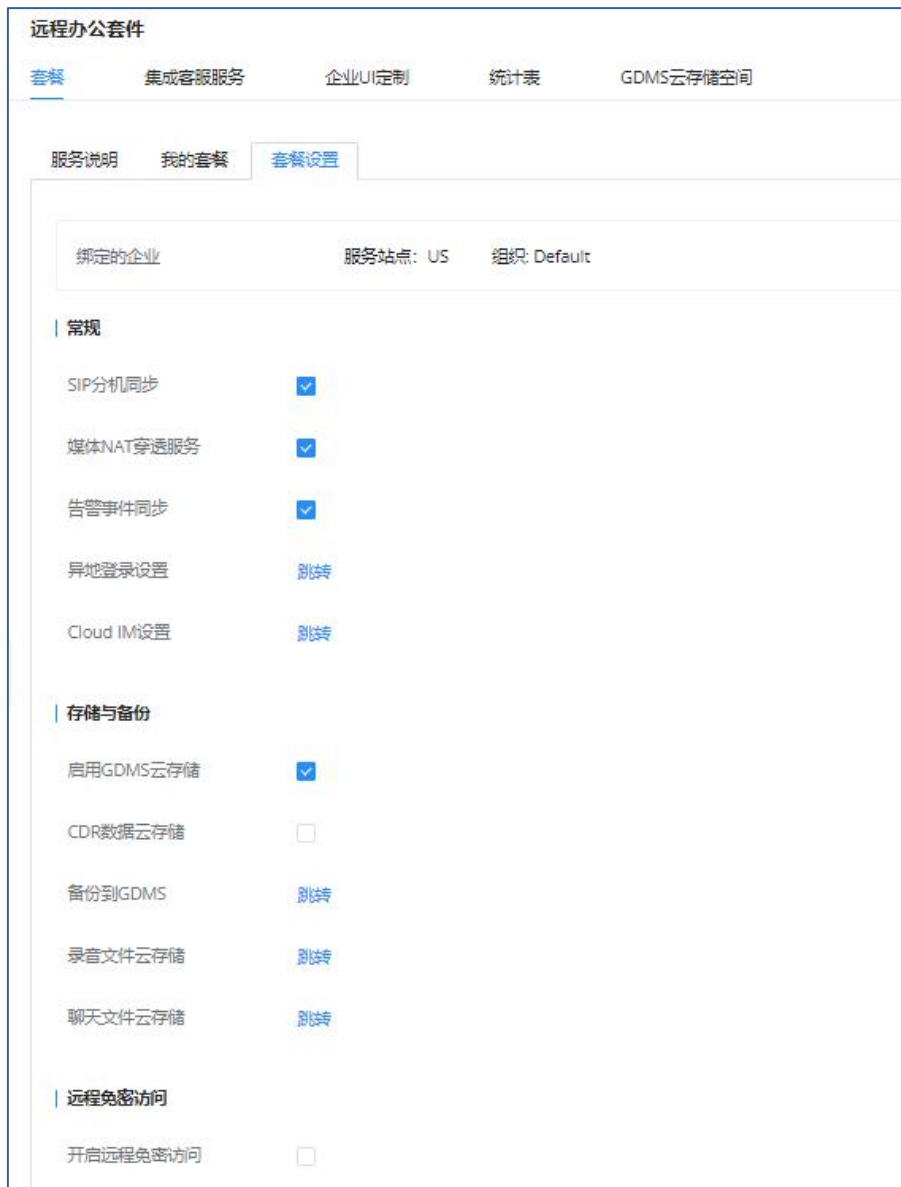 远程办公套件
套餐 集成客服服务 企业UI定制 统计表 GDMS云存储空间
服务说明 我的套餐 套餐设置
绑定的企业 服务站点：US 组织: Default
常规
SIP分机同步
媒体NAT穿透服务
告警事件同步
异地登录设置 跳转
Cloud IM设置 跳转
存储与备份
启用GDMS云存储
CDR数据云存储
备份到GDMS 跳转
录音文件云存储 跳转
聊天文件云存储 跳转
远程免密访问
开启远程免密访问